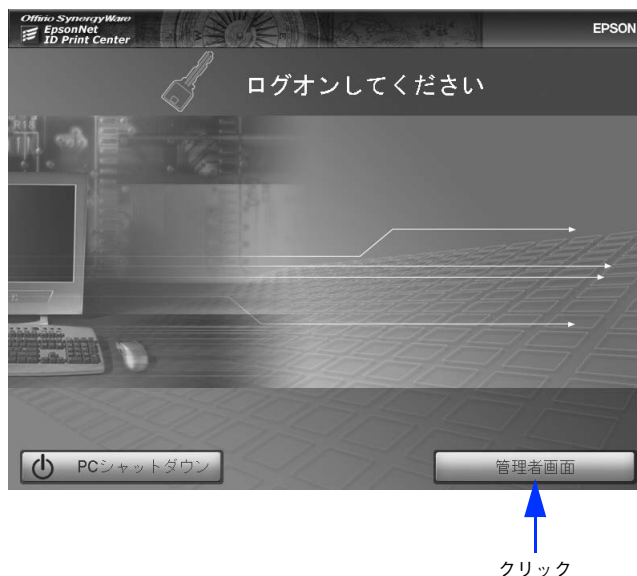 Offirio SynergyWare
EpsonNet
ID Print Center
EPSON
ログオンしてください
PCシャットダウン
管理者画面
クリック